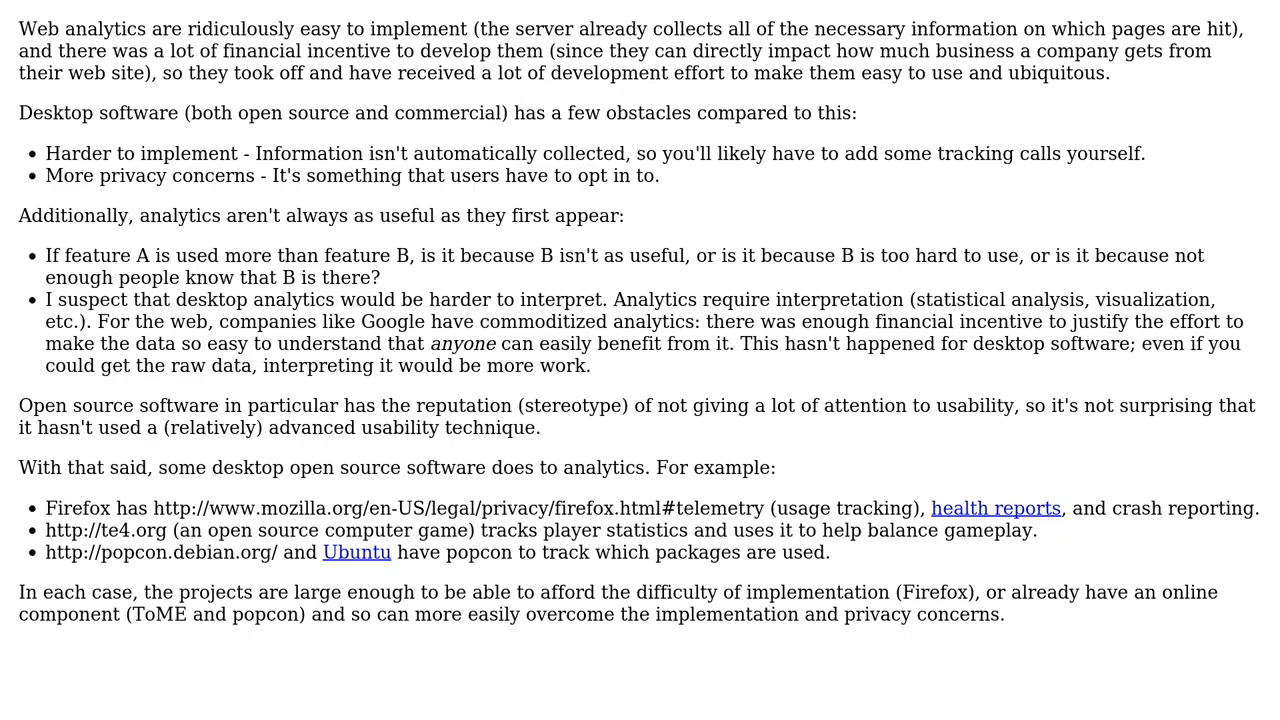 Web analytics are ridiculously easy to implement (the server already collects all of the necessary information on which pages are hit),
and there was a lot of financial incentive to develop them (since they can directly impact how much business a company gets from
their web site), so they took off and have received a lot of development effort to make them easy to use and ubiquitous.
Desktop software (both open source and commercial) has a few obstacles compared to this:
• Harder to implement - Information isn't automatically collected, so you'll likely have to add some tracking calls yourself.
• More privacy concerns - It's something that users have to opt in to.
Additionally, analytics aren't always as useful as they first appear:
• If feature A is used more than feature B, is it because B isn't as useful, or is it because B is too hard to use, or is it because not
enough people know that B is there?
• I suspect that desktop analytics would be harder to interpret. Analytics require interpretation (statistical analysis, visualization,
etc.). For the web, companies like Google have commoditized analytics: there was enough financial incentive to justify the effort to
make the data so easy to understand that anyone can easily benefit from it. This hasn't happened for desktop software; even if you
could get the raw data, interpreting it would be more work.
Open source software in particular has the reputation (stereotype) of not giving a lot of attention to usability, so it's not surprising that
it hasn't used a (relatively) advanced usability technique.
With that said, some desktop open source software does to analytics. For example:
• Firefox has http://www.mozilla.org/en-US/legal/privacy/firefox.html#telemetry (usage tracking), health reports, and crash reporting.
• http://te4.org (an open source computer game) tracks player statistics and uses it to help balance gameplay.
• http://popcon.debian.org/ and Ubuntu have popcon to track which packages are used.
In each case, the projects are large enough to be able to afford the difficulty of implementation (Firefox), or already have an online
component (ToME and popcon) and so can more easily overcome the implementation and privacy concerns.